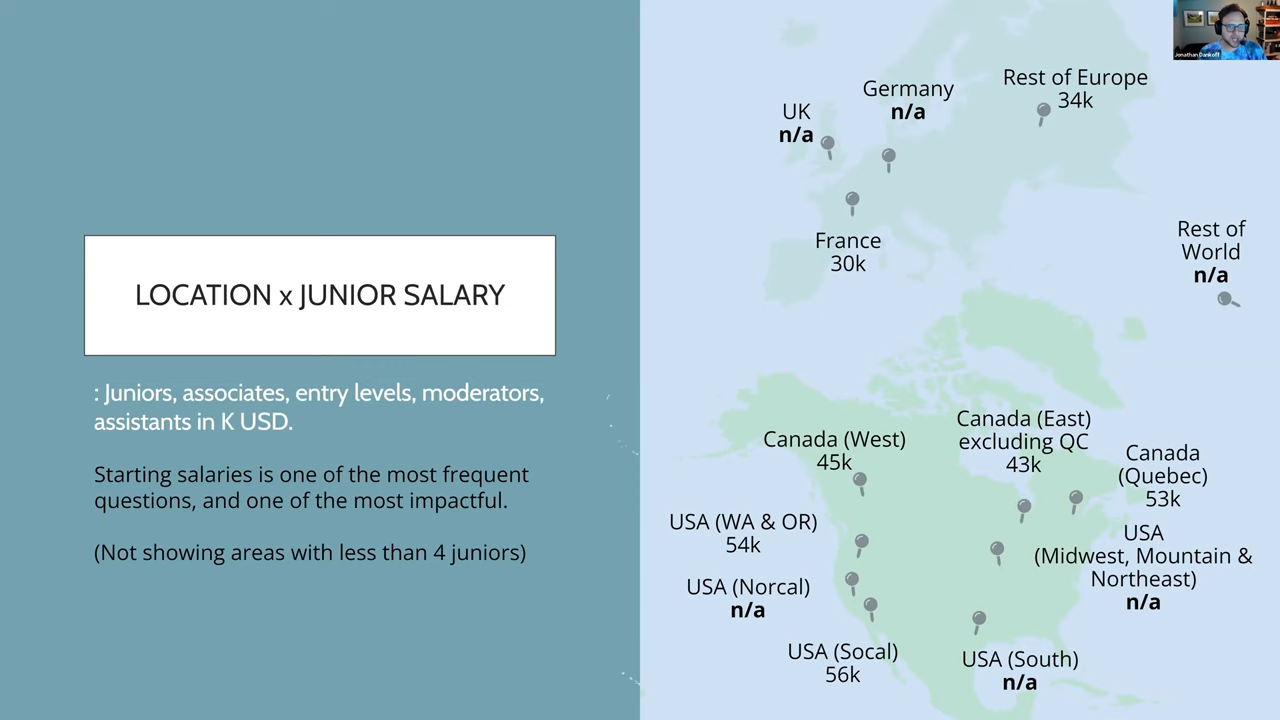 LOCATION x JUNIOR SALARY
: Juniors, associates, entry levels, moderators,
assistants in K USD.
Starting salaries is one of the most frequent
questions, and one of the most impactful.
(Not showing areas with less than 4 juniors)
Jonathan Dankoff
Rest of Europe
34k
Germany
n/a
UK
n/a
France
30k
Rest of
World
n/a
Canada (West)
45k
Canada (East)
excluding QC
43k
Canada
(Quebec)
53k
USA (WA & OR)
54k
USA
(Midwest, Mountain &
Northeast)
n/a
USA (Norcal)
n/a
USA (Socal)
56k
USA (South)
n/a